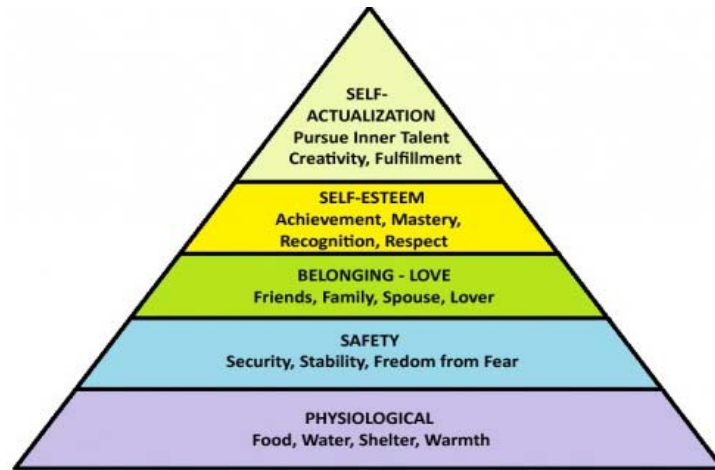 SELF-
ACTUALIZATION
Pursue Inner Talent
Creativity, Fulfillment
SELF-ESTEEM
Achievement, Mastery,
Recognition, Respect
BELONGING - LOVE
Friends, Family, Spouse, Lover
SAFETY
Security, Stability, Fredom from Fear
PHYSIOLOGICAL
Food, Water, Shelter, Warmth